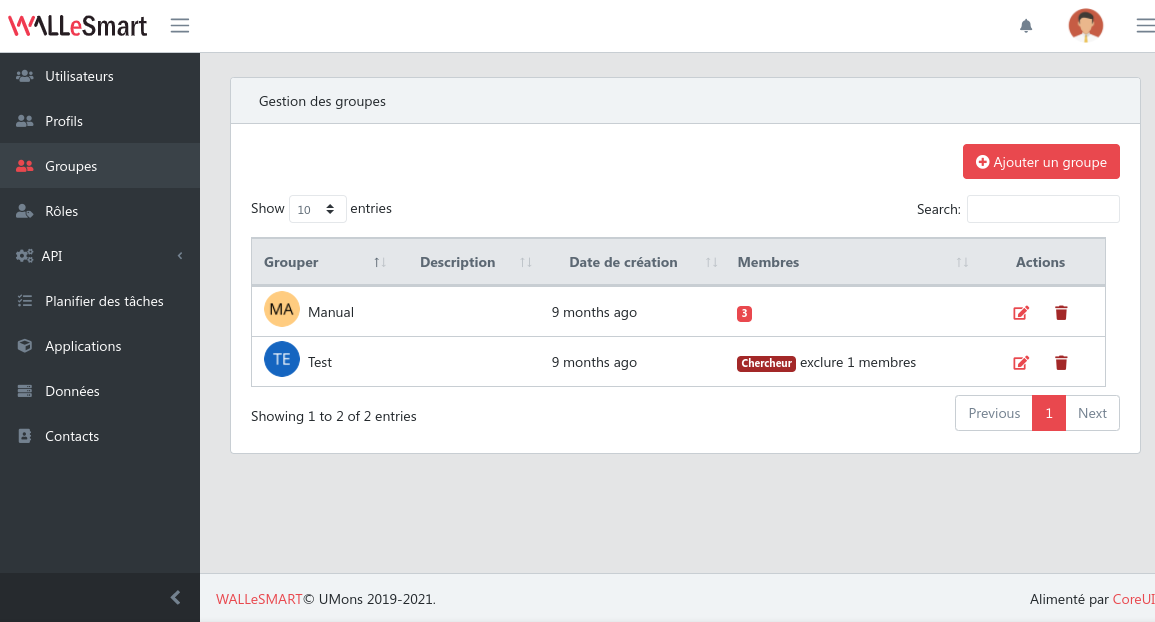 WALLeSmart
Utilisateurs
Profils
Groupes
Rôles
API
Planifier des tâches
Applications
Données
Contacts
Gestion des groupes
Ajouter un groupe
Show 10 entries
Search:
Grouper Description Date de création Membres Actions
MA Manual 9 months ago 3
TE Test 9 months ago Chercheur exclure 1 membres
Showing 1 to 2 of 2 entries
Previous 1 Next
WALLeSMART© UMons 2019-2021.
Alimenté par CoreUI